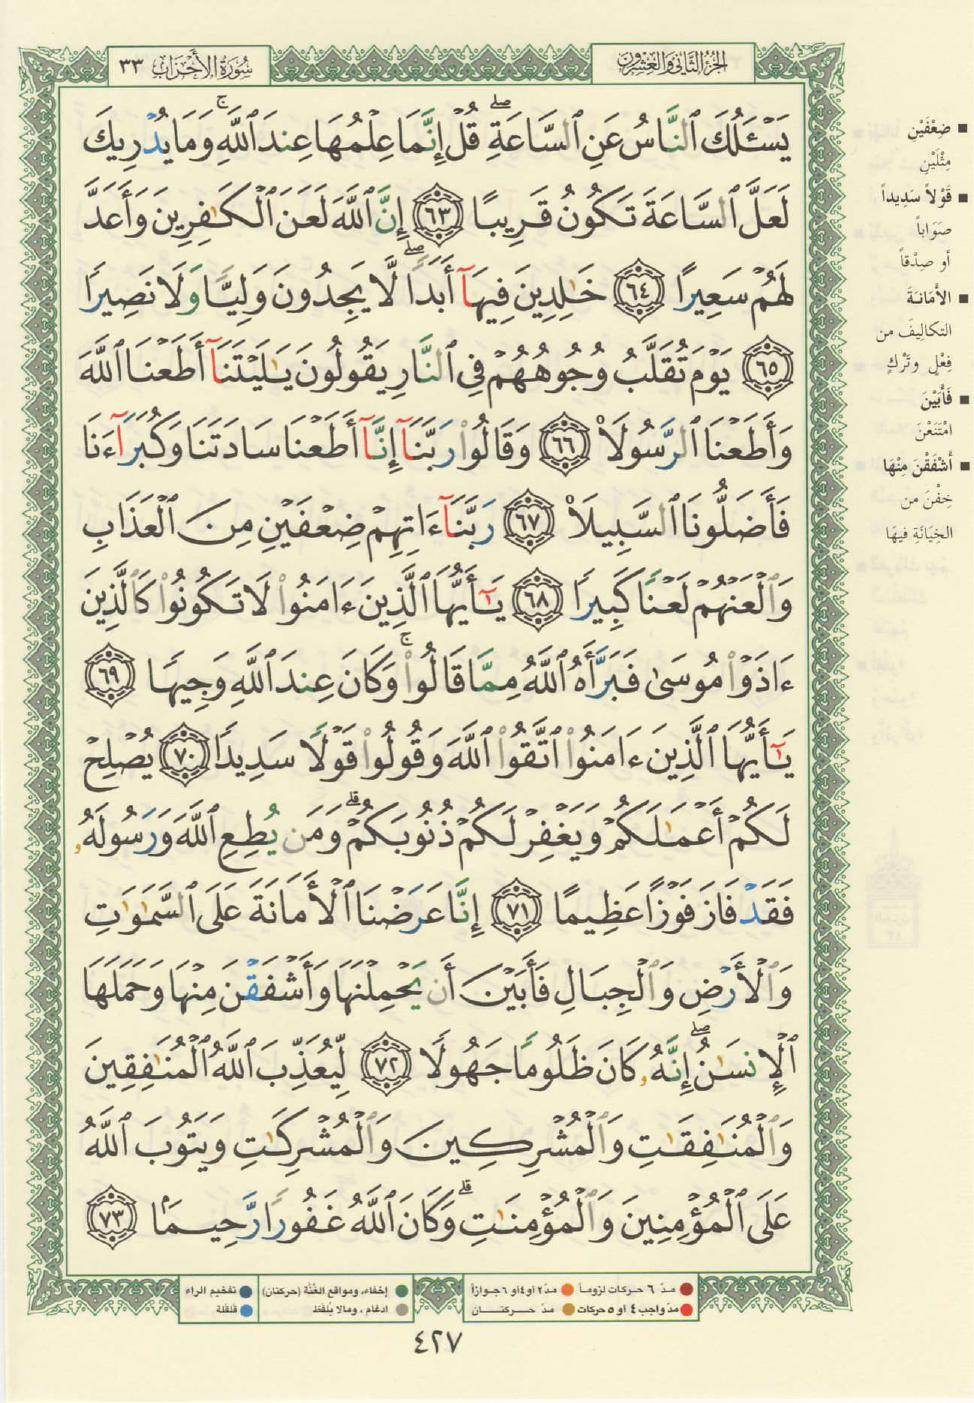 سُورَةُ الأَحْزَابِ ٣٣
الجُزْءُ الثَّانِي وَالعِشْرُونَ
يَسْـَٔلُكَ ٱلنَّاسُ عَنِ ٱلسَّاعَةِۖ قُلْ إِنَّمَا عِلْمُهَا عِندَ ٱللَّهِۚ وَمَا يُدْرِيكَ
لَعَلَّ ٱلسَّاعَةَ تَكُونُ قَرِيبًا ٦٣ إِنَّ ٱللَّهَ لَعَنَ ٱلْكَٰفِرِينَ وَأَعَدَّ
لَهُمْ سَعِيرًا ٦٤ خَٰلِدِينَ فِيهَآ أَبَدًاۖ لَّا يَجِدُونَ وَلِيًّا وَلَا نَصِيرًا
٦٥ يَوْمَ تُقَلَّبُ وُجُوهُهُمْ فِى ٱلنَّارِ يَقُولُونَ يَٰلَيْتَنَآ أَطَعْنَا ٱللَّهَ
وَأَطَعْنَا ٱلرَّسُولَا۠ ٦٦ وَقَالُوا۟ رَبَّنَآ إِنَّآ أَطَعْنَا سَادَتَنَا وَكُبَرَآءَنَا
فَأَضَلُّونَا ٱلسَّبِيلَا۠ ٦٧ رَبَّنَآ ءَاتِهِمْ ضِعْفَيْنِ مِنَ ٱلْعَذَابِ
وَٱلْعَنْهُمْ لَعْنًا كَبِيرًا ٦٨ يَٰٓأَيُّهَا ٱلَّذِينَ ءَامَنُوا۟ لَا تَكُونُوا۟ كَٱلَّذِينَ
ءَاذَوْا۟ مُوسَىٰ فَبَرَّأَهُ ٱللَّهُ مِمَّا قَالُوا۟ۚ وَكَانَ عِندَ ٱللَّهِ وَجِيهًا ٦٩
يَٰٓأَيُّهَا ٱلَّذِينَ ءَامَنُوا۟ ٱتَّقُوا۟ ٱللَّهَ وَقُولُوا۟ قَوْلًا سَدِيدًا ٧٠ يُصْلِحْ
لَكُمْ أَعْمَٰلَكُمْ وَيَغْفِرْ لَكُمْ ذُنُوبَكُمْۗ وَمَن يُطِعِ ٱللَّهَ وَرَسُولَهُۥ
فَقَدْ فَازَ فَوْزًا عَظِيمًا ٧١ إِنَّا عَرَضْنَا ٱلْأَمَانَةَ عَلَى ٱلسَّمَٰوَٰتِ
وَٱلْأَرْضِ وَٱلْجِبَالِ فَأَبَيْنَ أَن يَحْمِلْنَهَا وَأَشْفَقْنَ مِنْهَا وَحَمَلَهَا
ٱلْإِنسَٰنُۖ إِنَّهُۥ كَانَ ظَلُومًا جَهُولًا ٧٢ لِّيُعَذِّبَ ٱللَّهُ ٱلْمُنَٰفِقِينَ
وَٱلْمُنَٰفِقَٰتِ وَٱلْمُشْرِكِينَ وَٱلْمُشْرِكَٰتِ وَيَتُوبَ ٱللَّهُ
عَلَى ٱلْمُؤْمِنِينَ وَٱلْمُؤْمِنَٰتِۗ وَكَانَ ٱللَّهُ غَفُورًا رَّحِيمًا ٧٣
ضِعْفَيْنِ
مِثْلَيْنِ
قَوْلاً سَدِيداً
صَوَاباً
أو صِدْقاً
الأَمَانَةَ
التكاليفَ من
فِعْلٍ وتَرْكٍ
فَأَبَيْنَ
امْتَنَعْنَ
أَشْفَقْنَ مِنْهَا
خِفْنَ من
الخِيَانَةِ فيهَا
مدّ ٦ حركات لزوماً مدّ ٢ أو ٤ أو ٦ جوازاً
مدّ واجب ٤ أو ٥ حركات مدّ حركتان
إخفاء، ومواقع الغُنَّة (حركتان) تفخيم الراء
ادغام، ومالا يُلفَظ قلقلة
٤٢٧